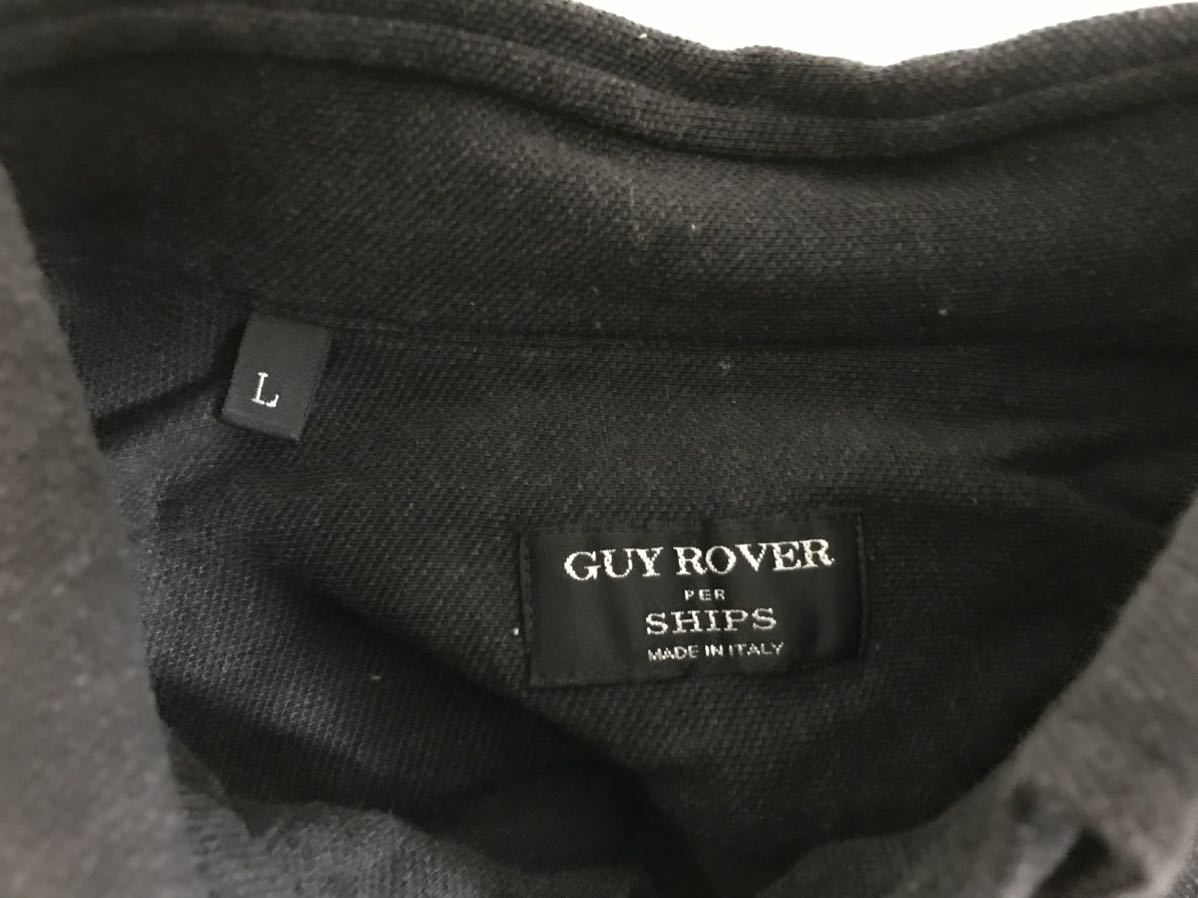 L
GUY ROVER
PER
SHIPS
MADE IN ITALY